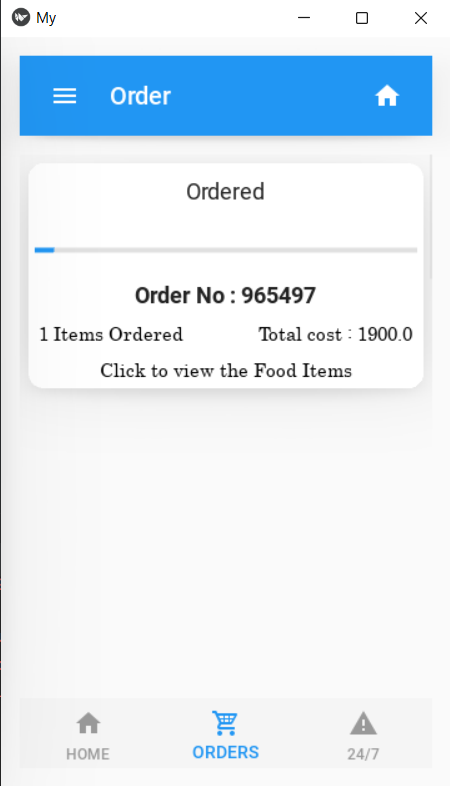 My
Order
Ordered
Order No : 965497
1 Items Ordered Total cost : 1900.0
Click to view the Food Items
HOME ORDERS 24/7